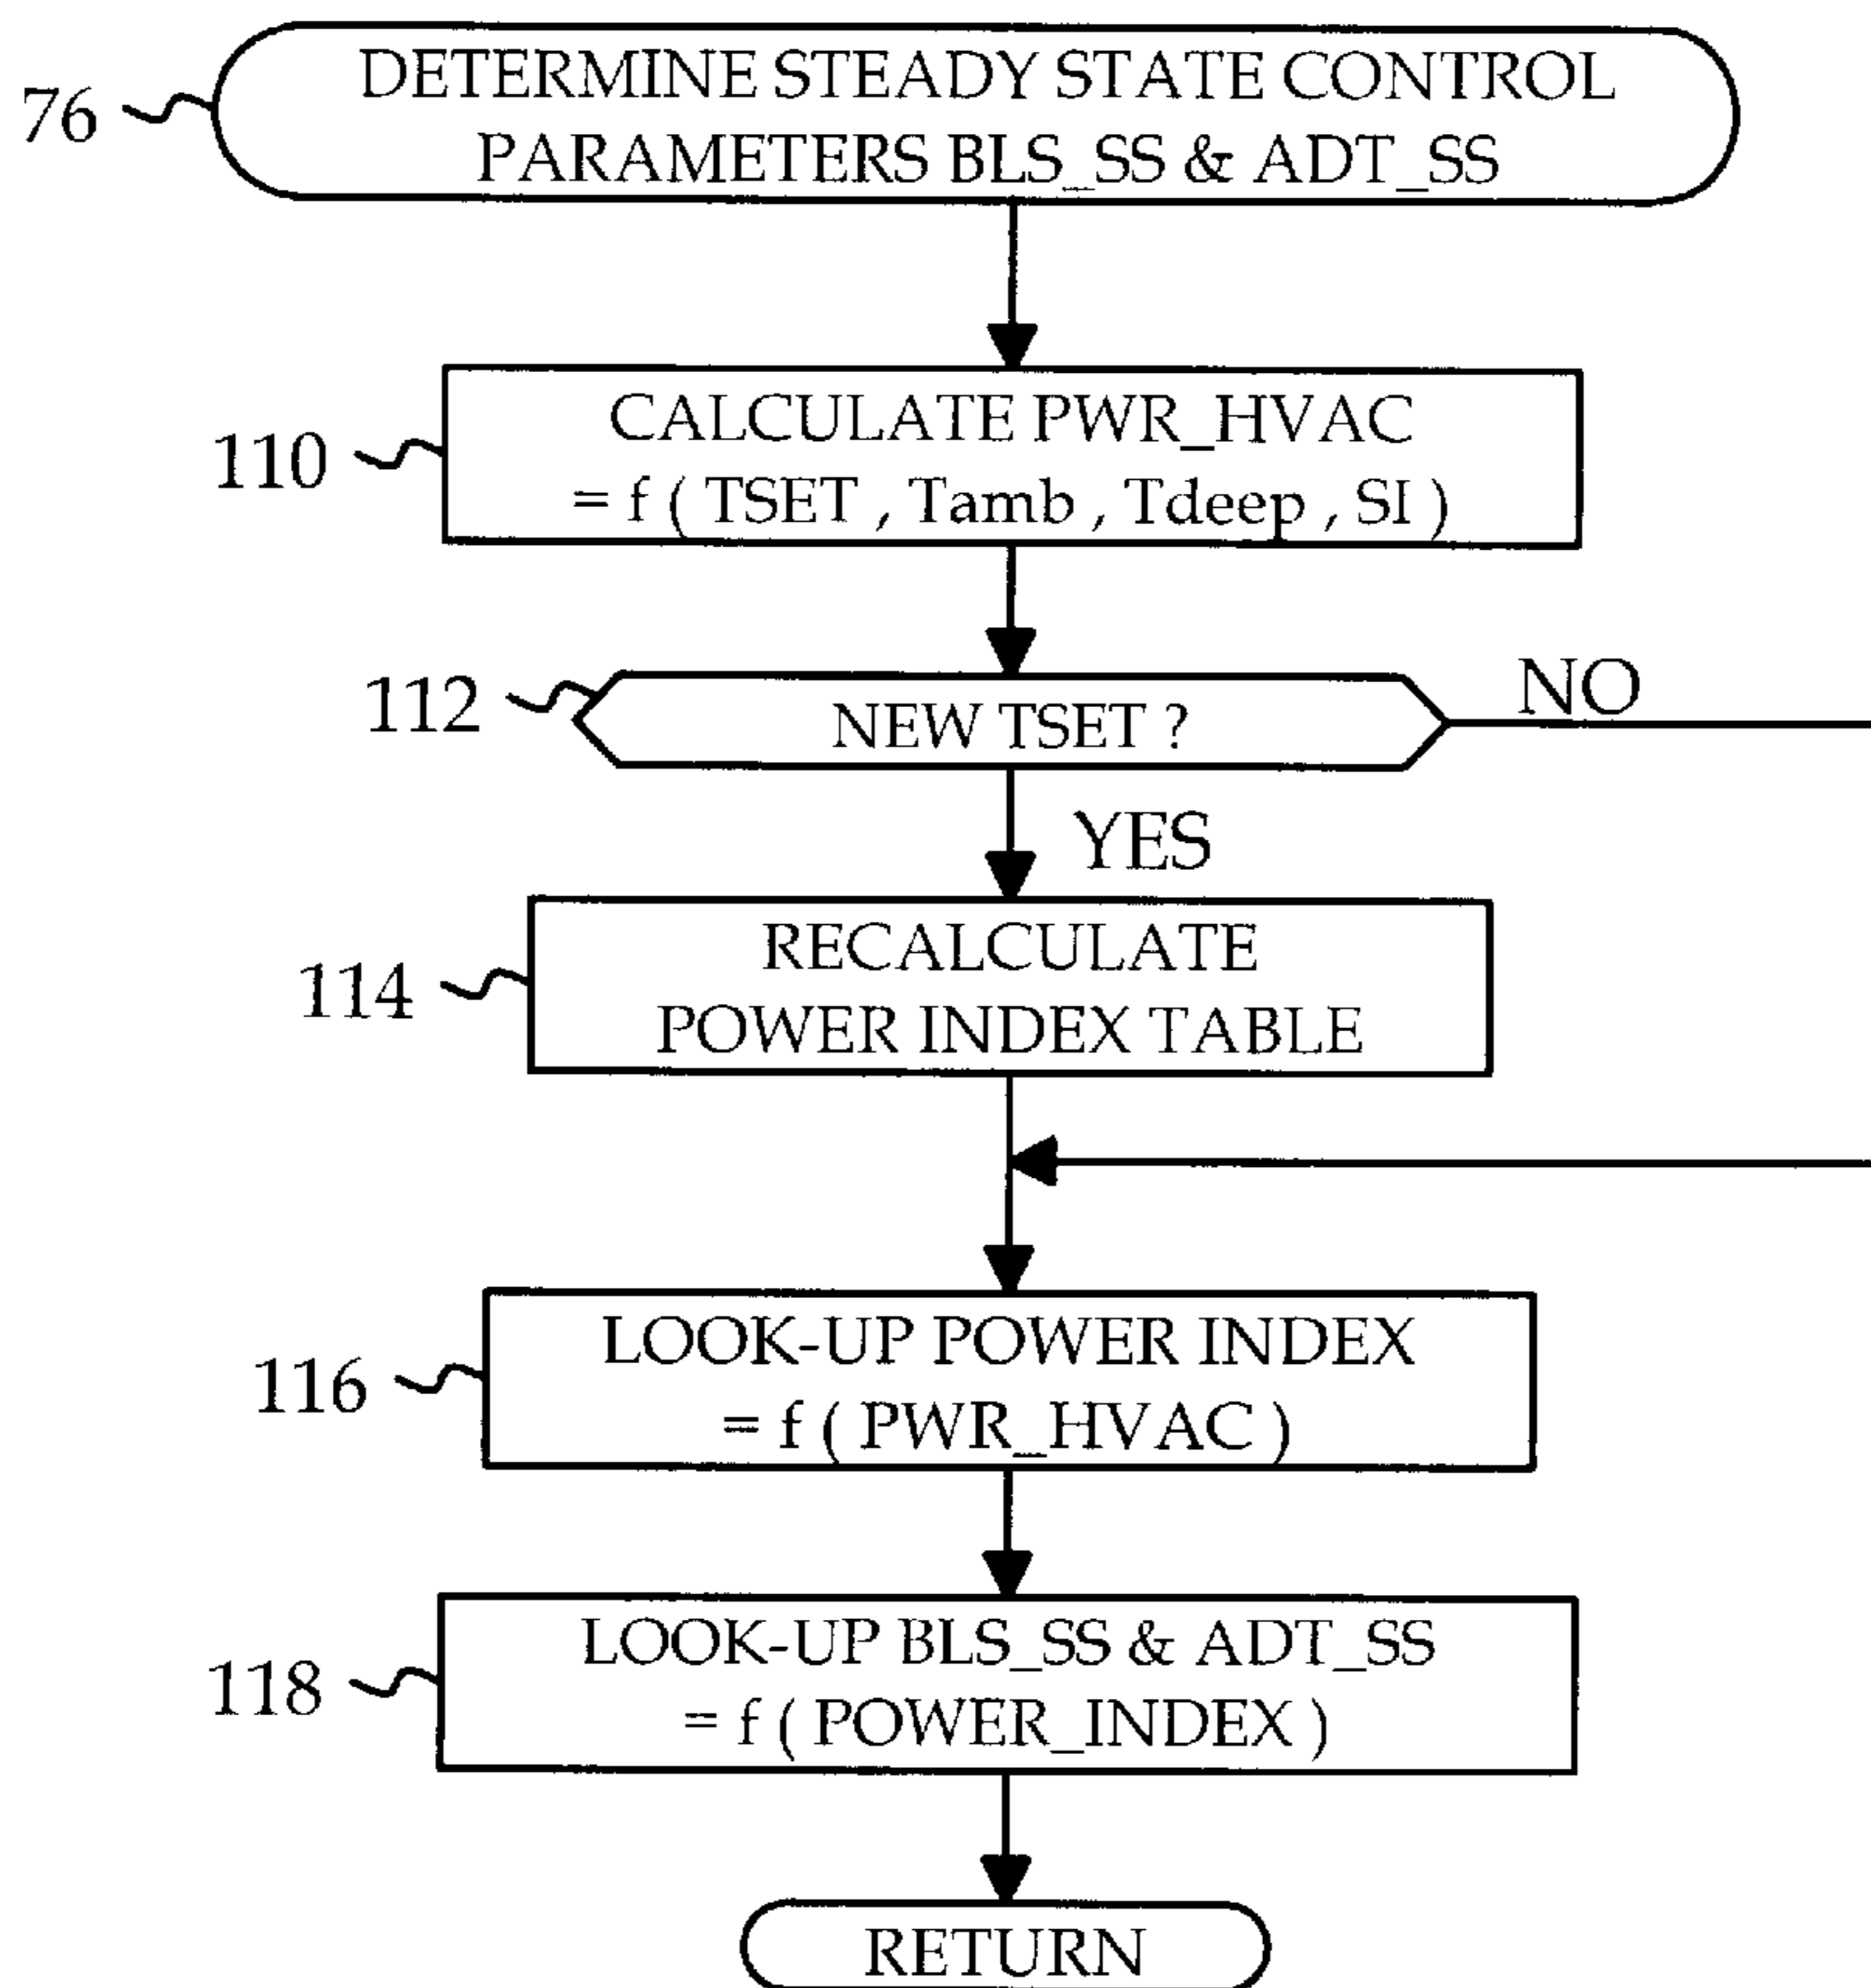 76
DETERMINE STEADY STATE CONTROL
PARAMETERS BLS_SS & ADT_SS
110
CALCULATE PWR_HVAC
= f ( TSET , Tamb , Tdeep , SI )
112
NEW TSET ?
NO
YES
114
RECALCULATE
POWER INDEX TABLE
116
LOOK-UP POWER INDEX
= f ( PWR_HVAC )
118
LOOK-UP BLS_SS & ADT_SS
= f ( POWER_INDEX )
RETURN